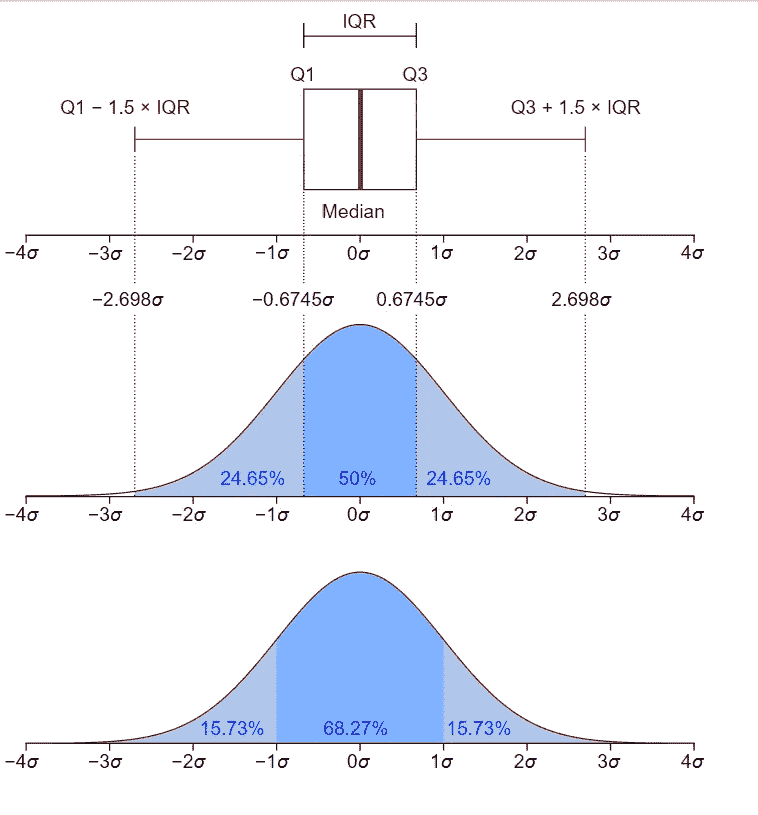 IQR
Q1 Q3
Q1 − 1.5 × IQR Q3 + 1.5 × IQR
Median
−4σ −3σ −2σ −1σ 0σ 1σ 2σ 3σ 4σ
−2.698σ −0.6745σ 0.6745σ 2.698σ
24.65% 50% 24.65%
−4σ −3σ −2σ −1σ 0σ 1σ 2σ 3σ 4σ
15.73% 68.27% 15.73%
−4σ −3σ −2σ −1σ 0σ 1σ 2σ 3σ 4σ